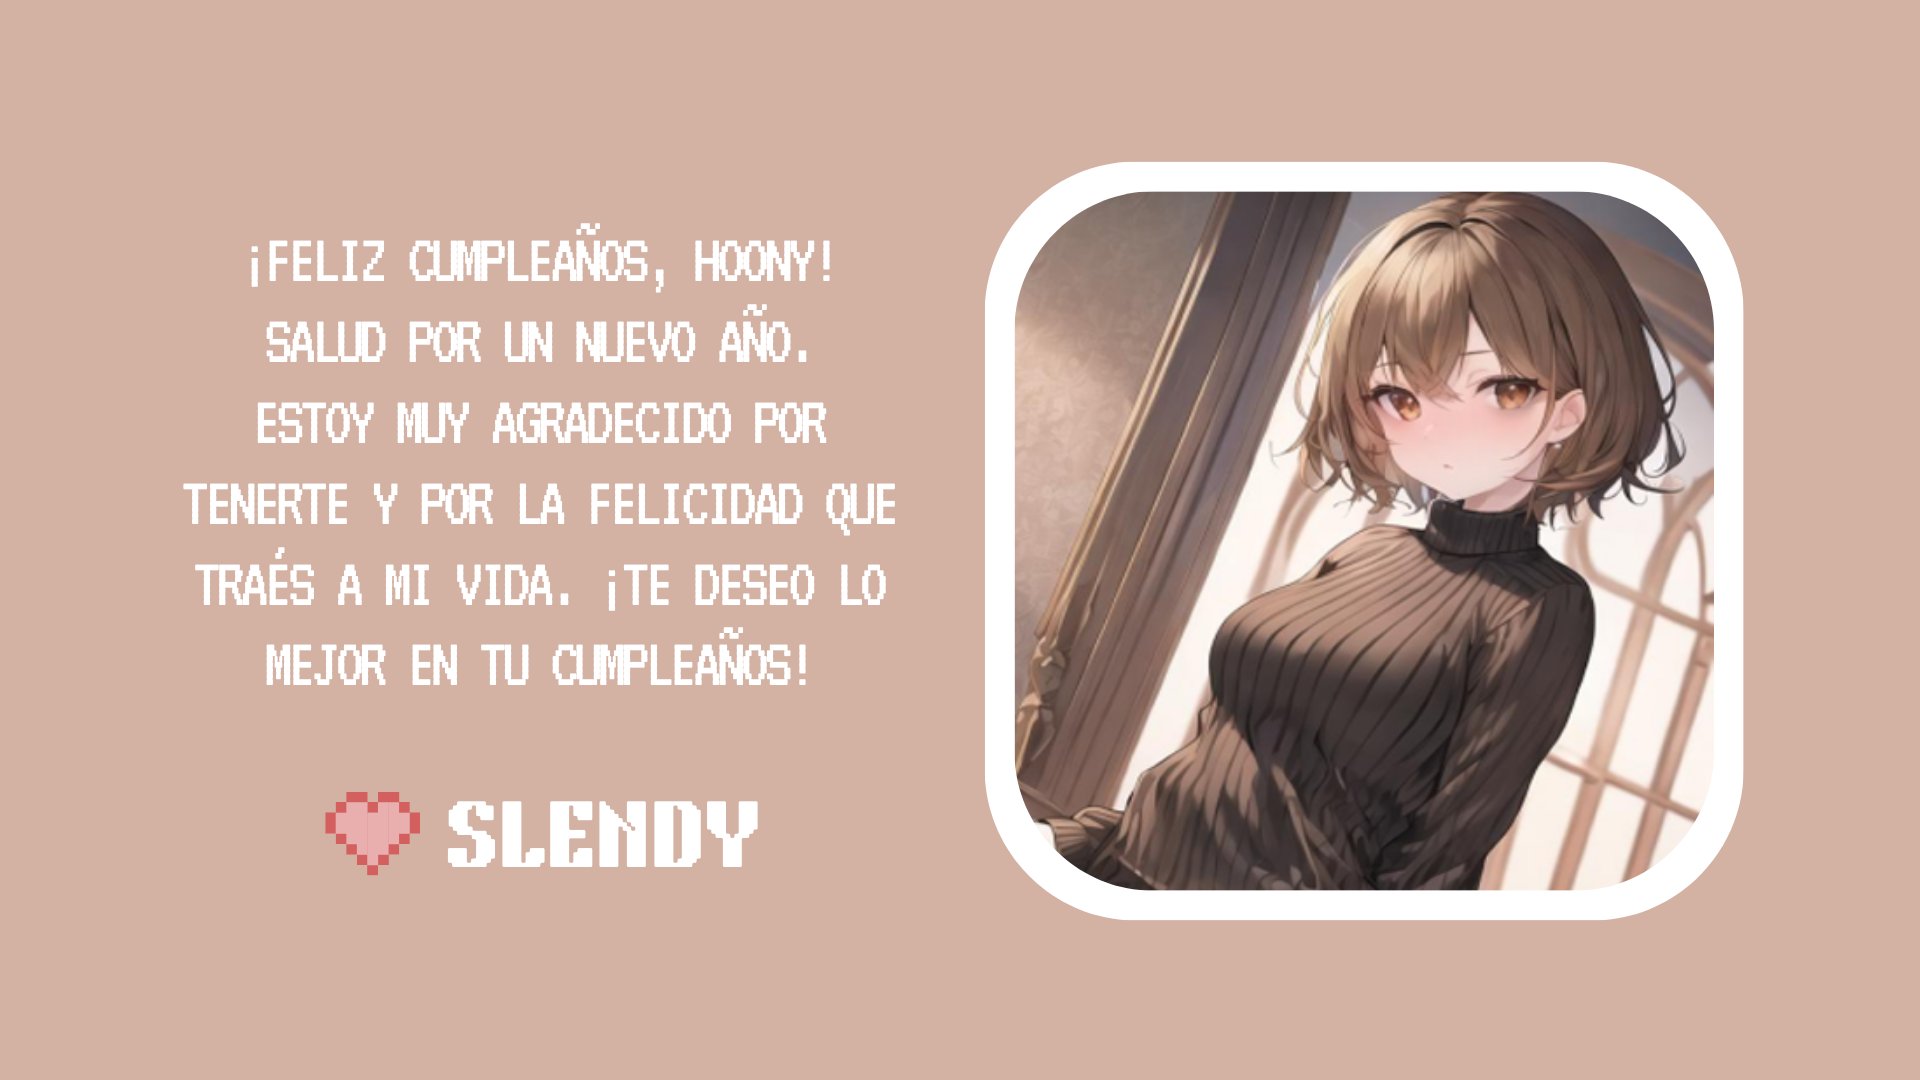 ¡FELIZ CUMPLEAÑOS, HOONY!
SALUD POR UN NUEVO AÑO.
ESTOY MUY AGRADECIDO POR
TENERTE Y POR LA FELICIDAD QUE
TRAÉS A MI VIDA. ¡TE DESEO LO
MEJOR EN TU CUMPLEAÑOS!
SLENDY